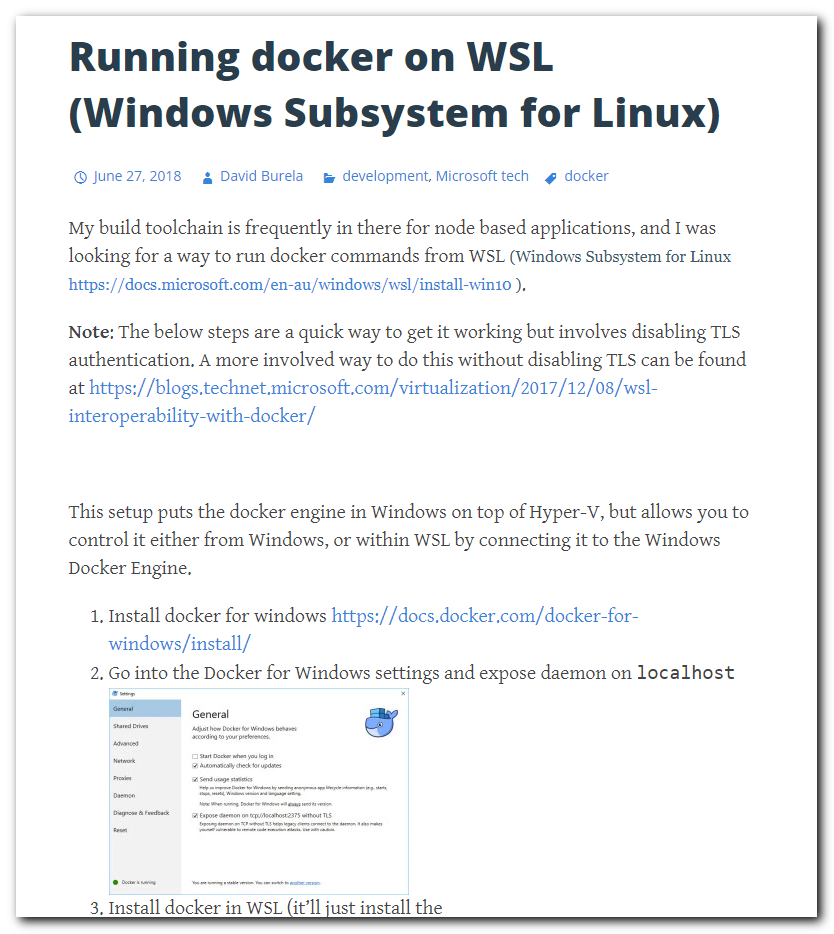 Running docker on WSL
(Windows Subsystem for Linux)
June 27, 2018 David Burela development, Microsoft tech docker
My build toolchain is frequently in there for node based applications, and I was
looking for a way to run docker commands from WSL (Windows Subsystem for Linux
https://docs.microsoft.com/en-au/windows/wsl/install-win10 ).
Note: The below steps are a quick way to get it working but involves disabling TLS
authentication. A more involved way to do this without disabling TLS can be found
at https://blogs.technet.microsoft.com/virtualization/2017/12/08/wsl-
interoperability-with-docker/
This setup puts the docker engine in Windows on top of Hyper-V, but allows you to
control it either from Windows, or within WSL by connecting it to the Windows
Docker Engine.
1. Install docker for windows https://docs.docker.com/docker-for-
windows/install/
2. Go into the Docker for Windows settings and expose daemon on localhost
Settings
General
Shared Drives
Advanced
Network
Proxies
Daemon
Diagnose & Feedback
Reset
Docker is running
General
Adjust how Docker for Windows behaves
according to your preferences.
Start Docker when you log in
Automatically check for updates
Send usage statistics
Help us improve Docker for Windows by sending anonymous app lifecycle information (e.g., starts,
stops, resets), Windows version and language setting.
Note: When running, Docker for Windows will always send its version.
Expose daemon on tcp://localhost:2375 without TLS
Exposing daemon on TCP without TLS helps legacy clients connect to the daemon. It also makes
yourself vulnerable to remote code execution attacks. Use with caution.
You are running a stable version. You can switch to another version.
3. Install docker in WSL (it’ll just install the